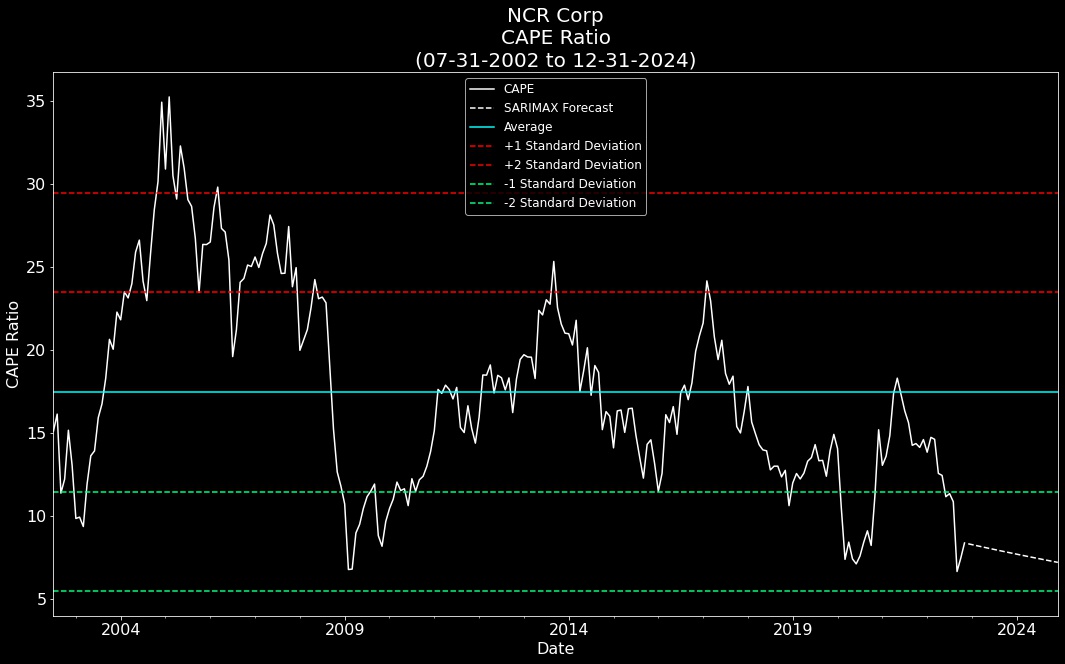 NCR Corp
CAPE Ratio
(07-31-2002 to 12-31-2024)
CAPE
SARIMAX Forecast
Average
+1 Standard Deviation
+2 Standard Deviation
-1 Standard Deviation
-2 Standard Deviation
CAPE Ratio
35
30
25
20
15
10
5
2004
2009
2014
2019
2024
Date